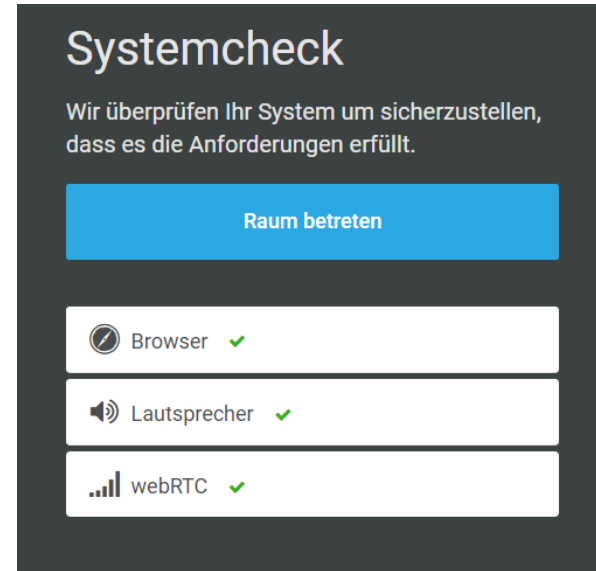 Systemcheck
Wir überprüfen Ihr System um sicherzustellen,
dass es die Anforderungen erfüllt.
Raum betreten
Browser
Lautsprecher
webRTC